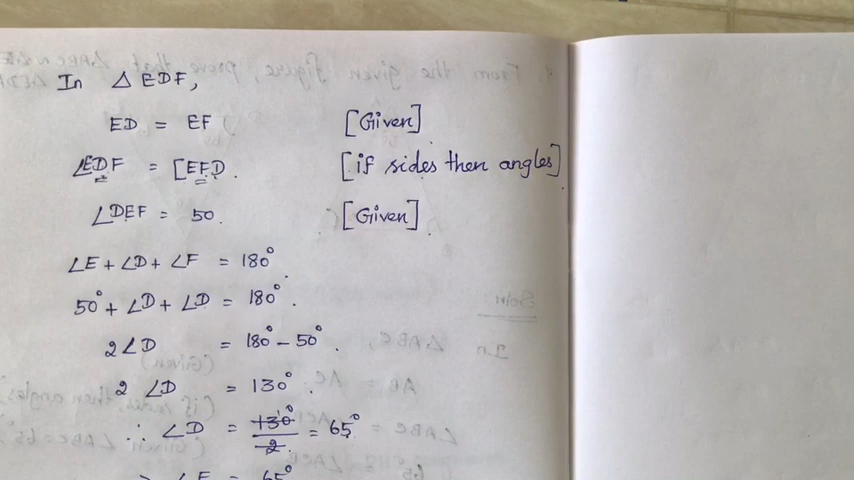 In △EDF,
ED = EF [Given]
∠EDF = [EFD. [if sides then angles].
∠DEF = 50. [Given].
∠E + ∠D + ∠F = 180°.
50° + ∠D + ∠D = 180°.
2∠D = 180° - 50°.
2 ∠D = 130°.
∴ ∠D = 130°/2 = 65°.
∠F = 65°